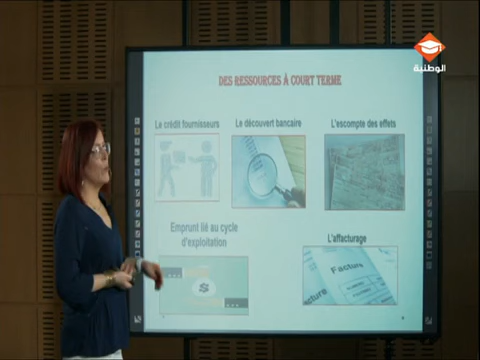 الوطنية
DES RESSOURCES À COURT TERME
Le crédit fournisseurs
Le découvert bancaire
L'escompte des effets
Emprunt lié au cycle
d'exploitation
L'affacturage
Facture
Facture
$